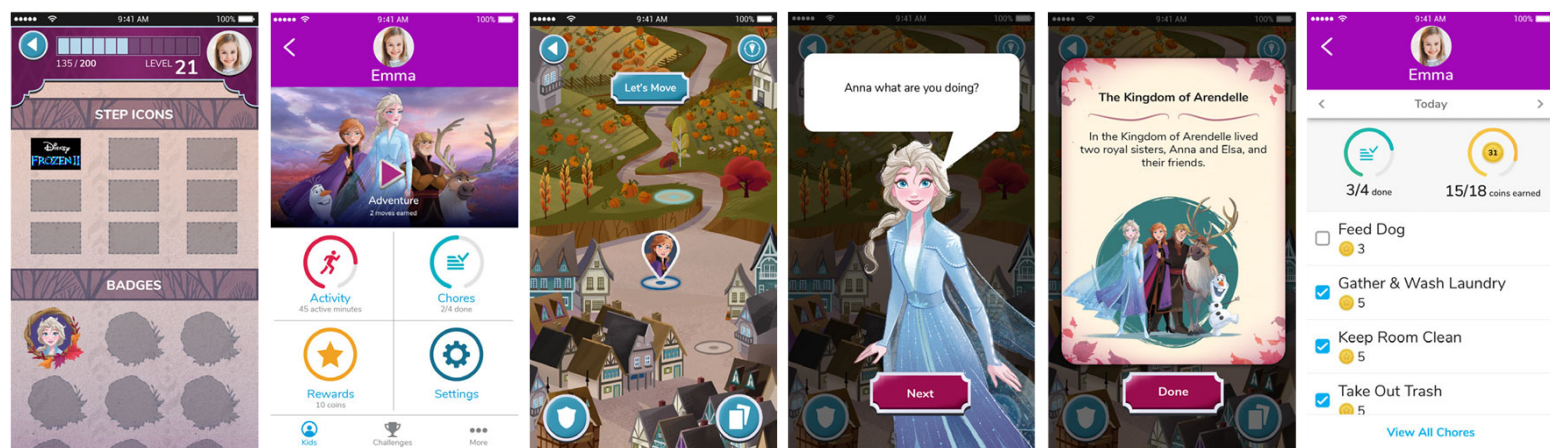 9:41 AM 100%
135 / 200 LEVEL 21
STEP ICONS
Disney
FROZEN II
BADGES
9:41 AM 100%
Emma
Adventure
2 moves earned
Activity
45 active minutes
Chores
2/4 done
Rewards
10 coins
Settings
Kids
Challenges
More
9:41 AM 100%
Let's Move
9:41 AM 100%
Anna what are you doing?
Next
9:41 AM 100%
The Kingdom of Arendelle
In the Kingdom of Arendelle lived
two royal sisters, Anna and Elsa, and
their friends.
Done
9:41 AM 100%
Emma
Today
31
3/4 done
15/18 coins earned
Feed Dog
3
Gather & Wash Laundry
5
Keep Room Clean
5
Take Out Trash
5
View All Chores